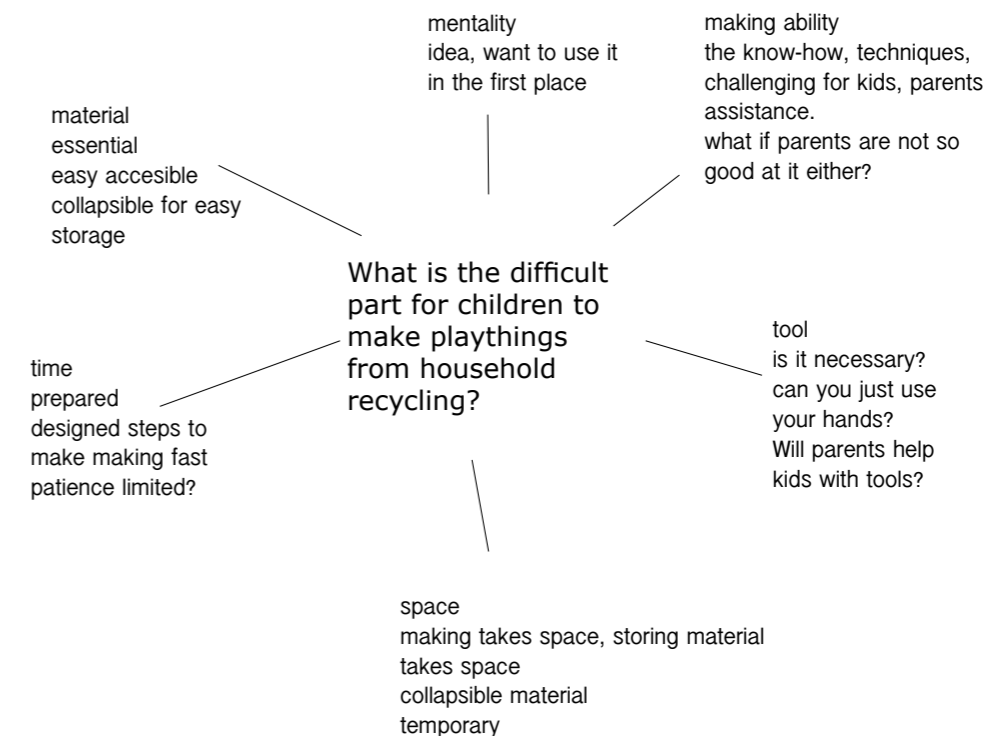 mentality
idea, want to use it
in the first place
making ability
the know-how, techniques,
challenging for kids, parents
assistance.
what if parents are not so
good at it either?
material
essential
easy accesible
collapsible for easy
storage
What is the difficult
part for children to
make playthings
from household
recycling?
tool
is it necessary?
can you just use
your hands?
Will parents help
kids with tools?
time
prepared
designed steps to
make making fast
patience limited?
space
making takes space, storing material
takes space
collapsible material
temporary